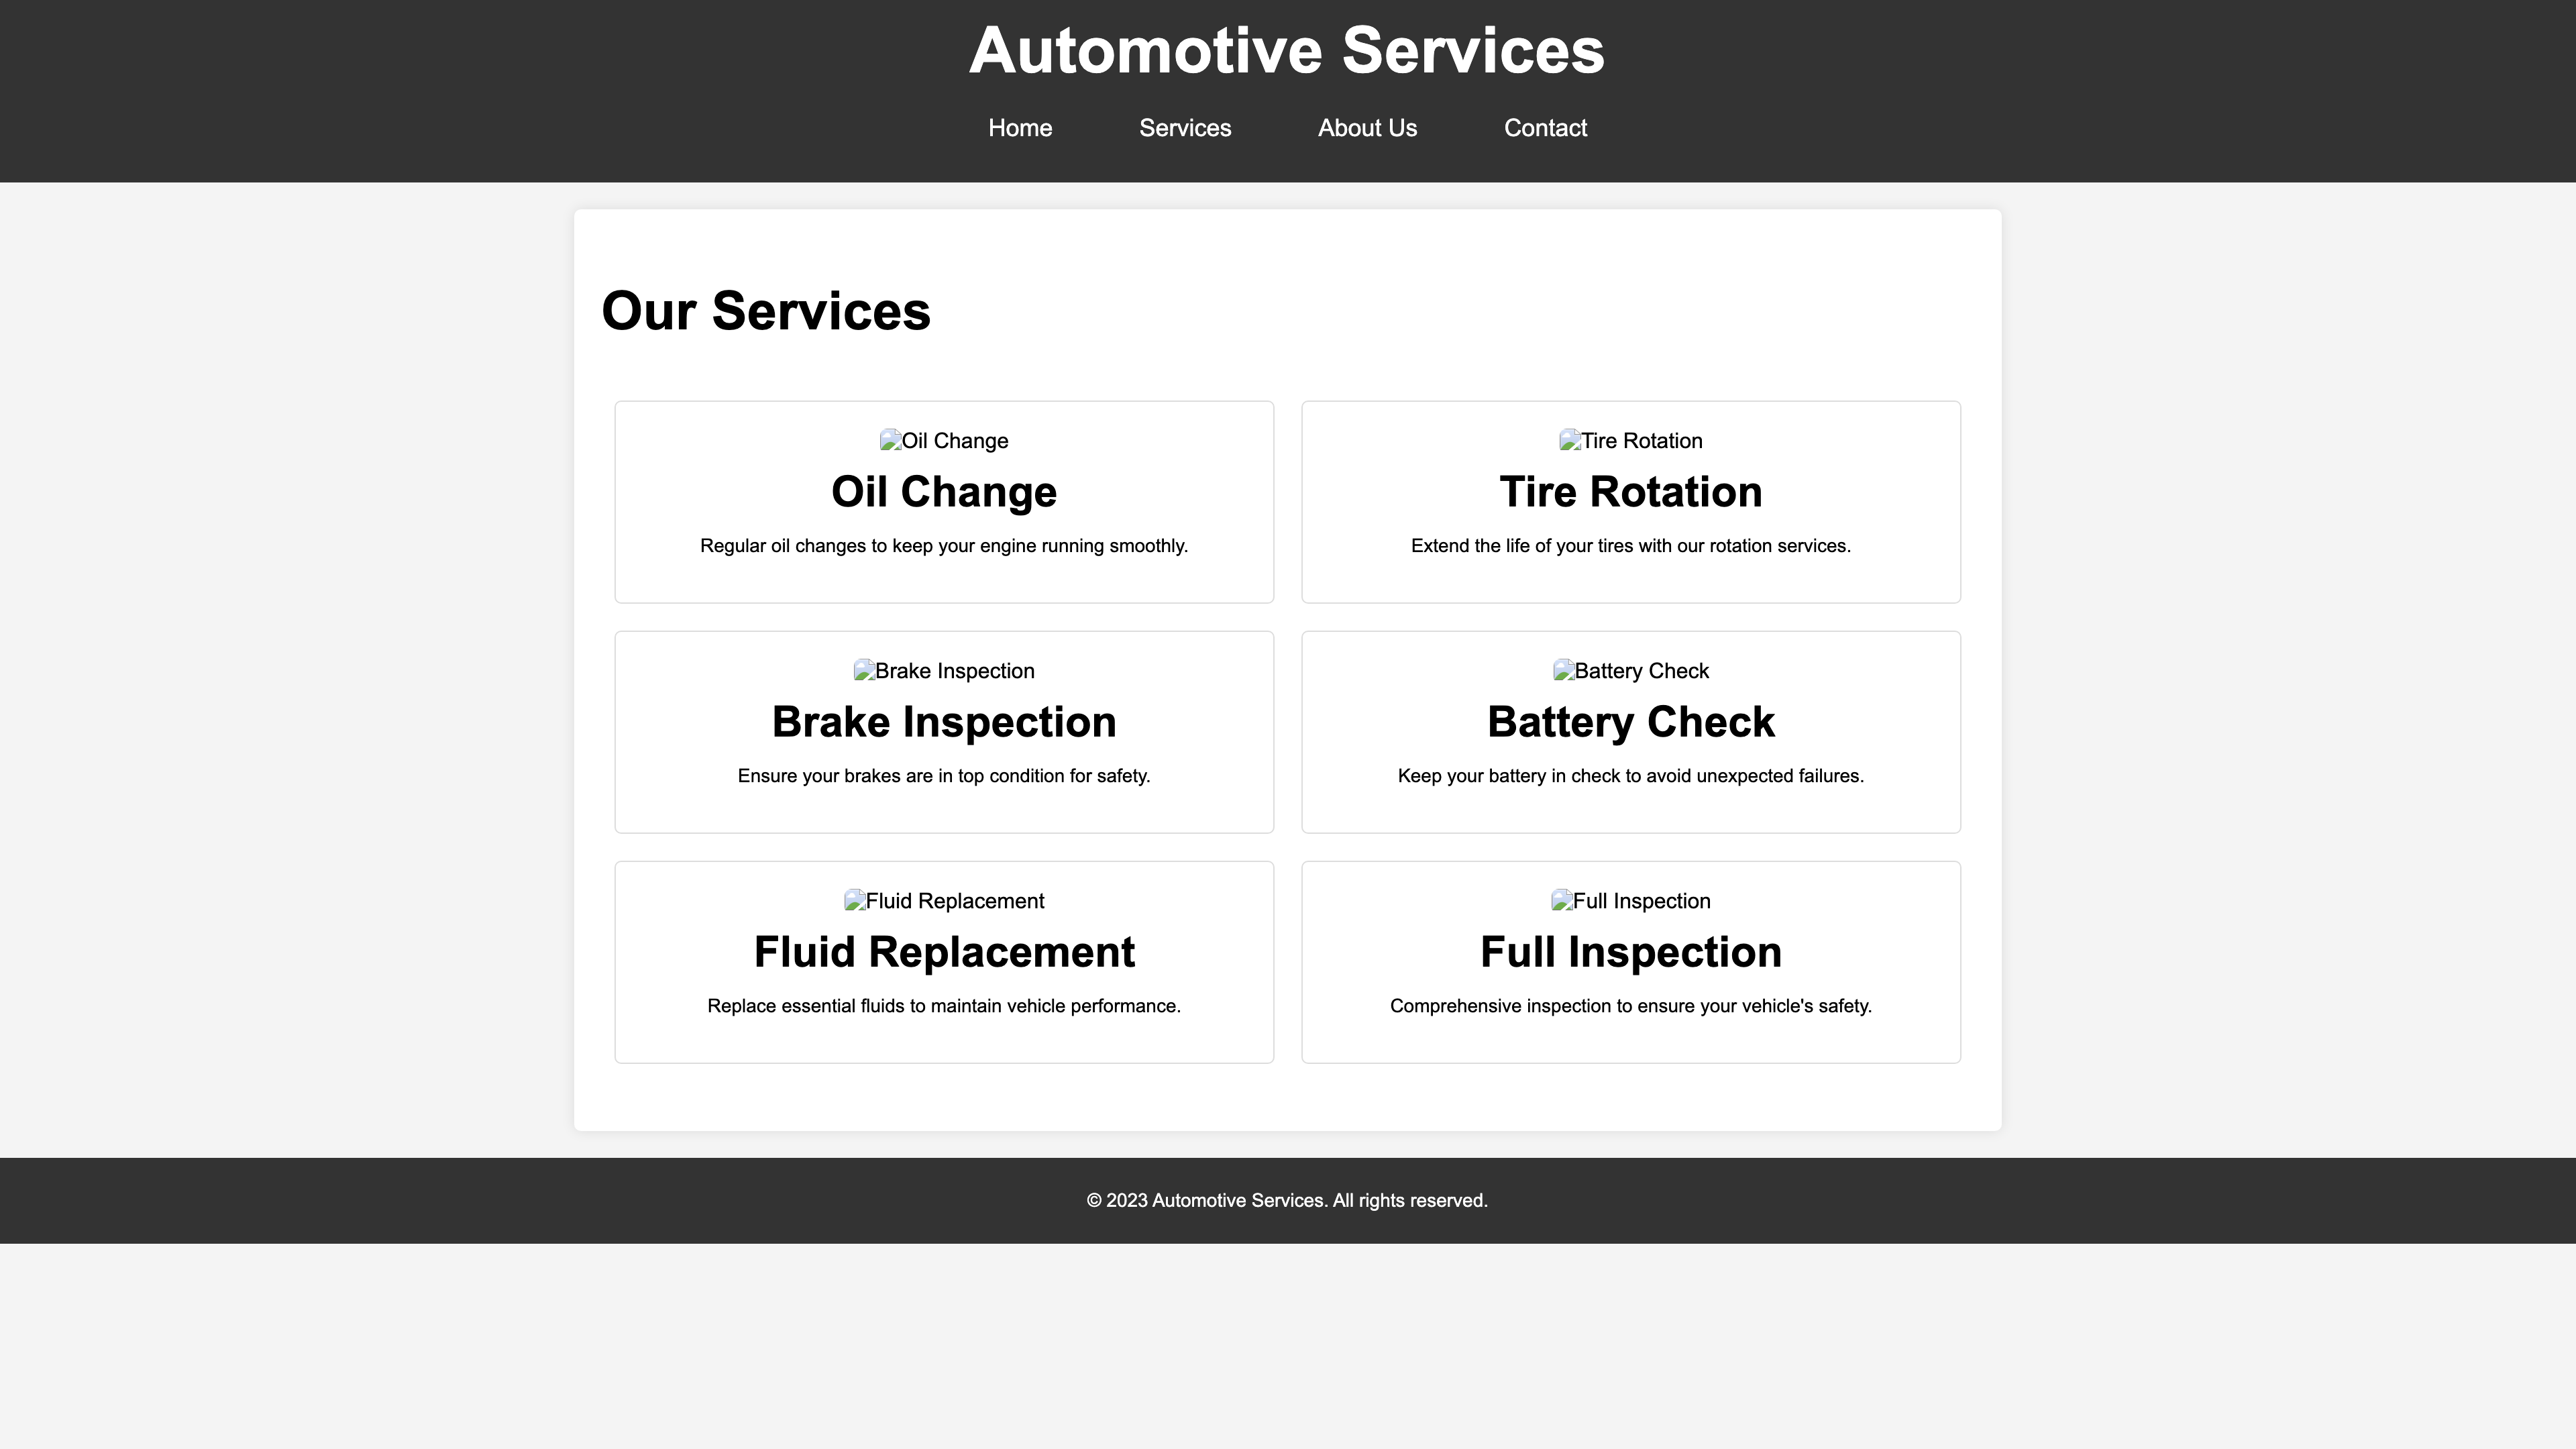 Automotive Services
Home Services About Us Contact
Our Services
Oil Change
Oil Change
Regular oil changes to keep your engine running smoothly.
Tire Rotation
Tire Rotation
Extend the life of your tires with our rotation services.
Brake Inspection
Brake Inspection
Ensure your brakes are in top condition for safety.
Battery Check
Battery Check
Keep your battery in check to avoid unexpected failures.
Fluid Replacement
Fluid Replacement
Replace essential fluids to maintain vehicle performance.
Full Inspection
Full Inspection
Comprehensive inspection to ensure your vehicle's safety.
© 2023 Automotive Services. All rights reserved.